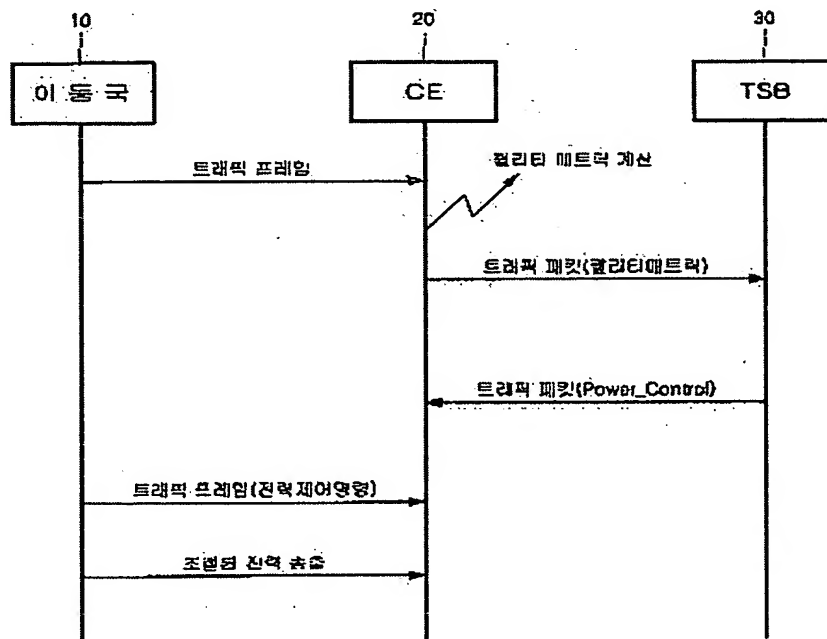 10
20
30
이동국
CE
TSB
트래픽 프레임
퀄리티 매트릭 계산
트래픽 패킷(퀄리티매트릭)
트래픽 패킷(Power_Control)
트래픽 프레임(전력제어명령)
조절된 전력 송출